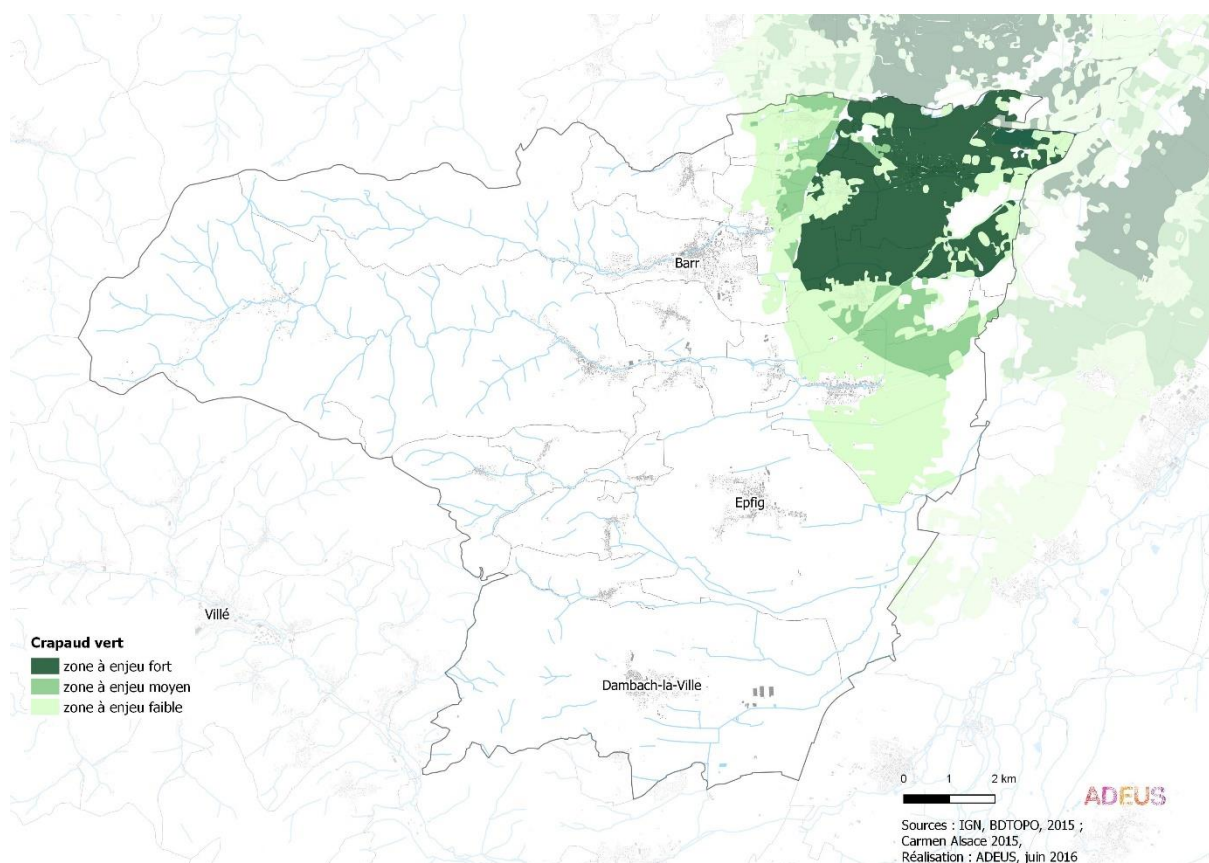 Barr
Epfig
Villé
Dambach-la-Ville
Crapaud vert
zone à enjeu fort
zone à enjeu moyen
zone à enjeu faible
0 1 2 km
ADEUS
Sources : IGN, BDTOPO, 2015 ;
Carmen Alsace 2015,
Réalisation : ADEUS, juin 2016